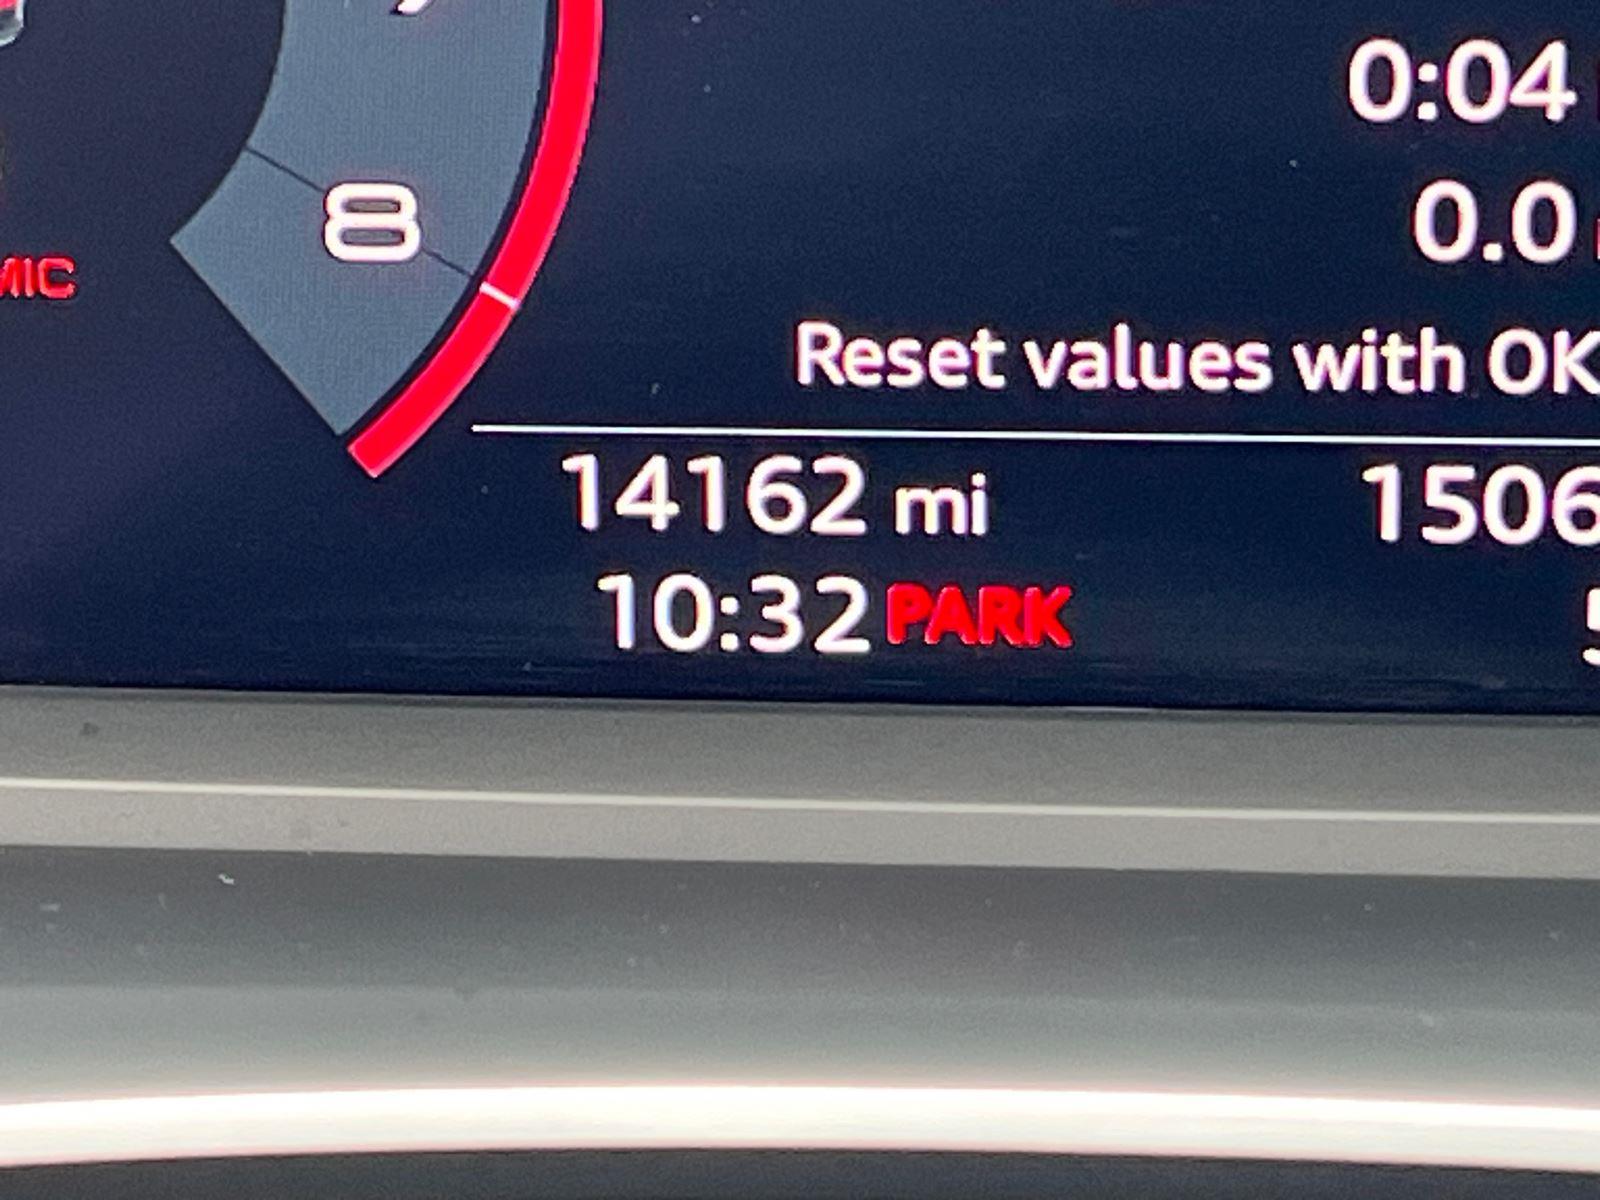 0:04
0.0
8
MIC
Reset values with OK
14162 mi
1506
10:32 PARK